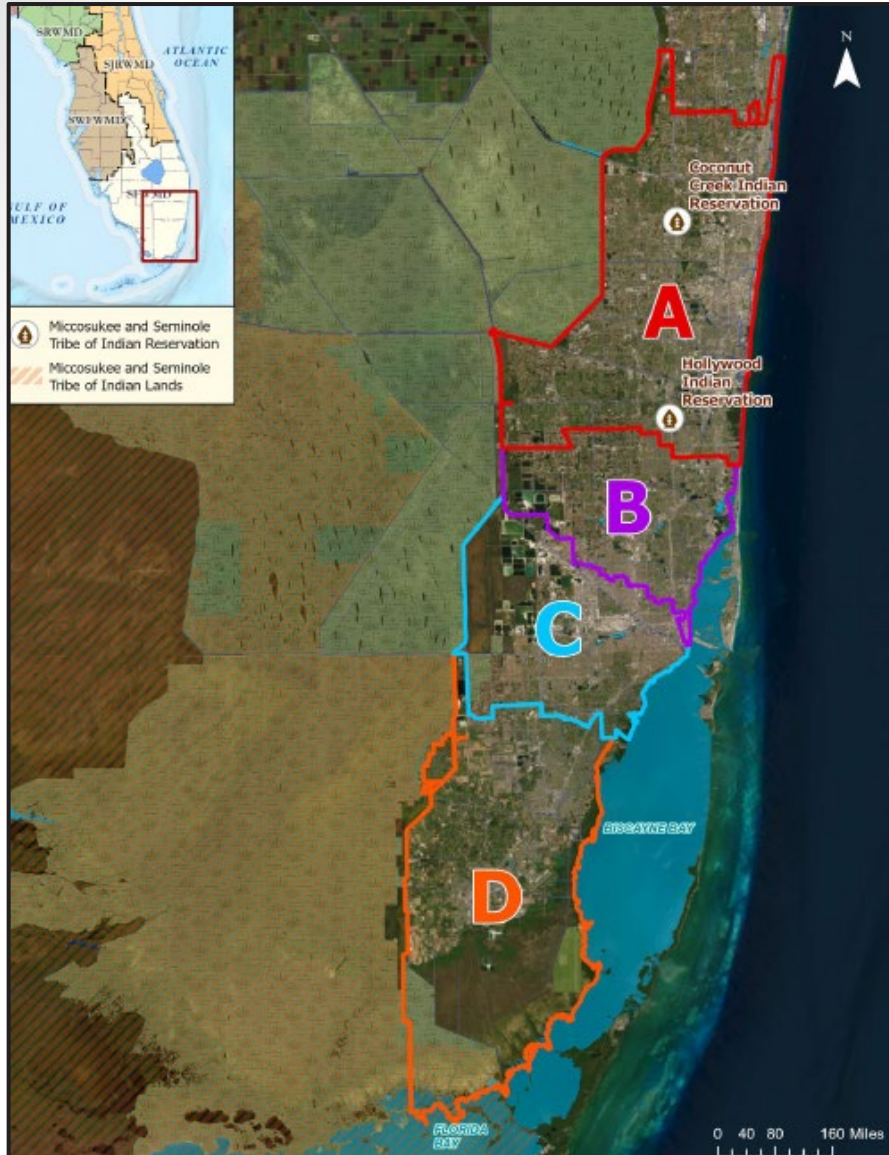 SRWMD
SJRWMD
ATLANTIC
OCEAN
SWFWMD
GULF OF
MEXICO
N
Miccosukee and Seminole
Tribe of Indian Reservation
Miccosukee and Seminole
Tribe of Indian Lands
Coconut
Creek Indian
Reservation
A
Hollywood
Indian
Reservation
B
C
BISCAYNE BAY
D
FLORIDA
BAY
0 40 80 160 Miles